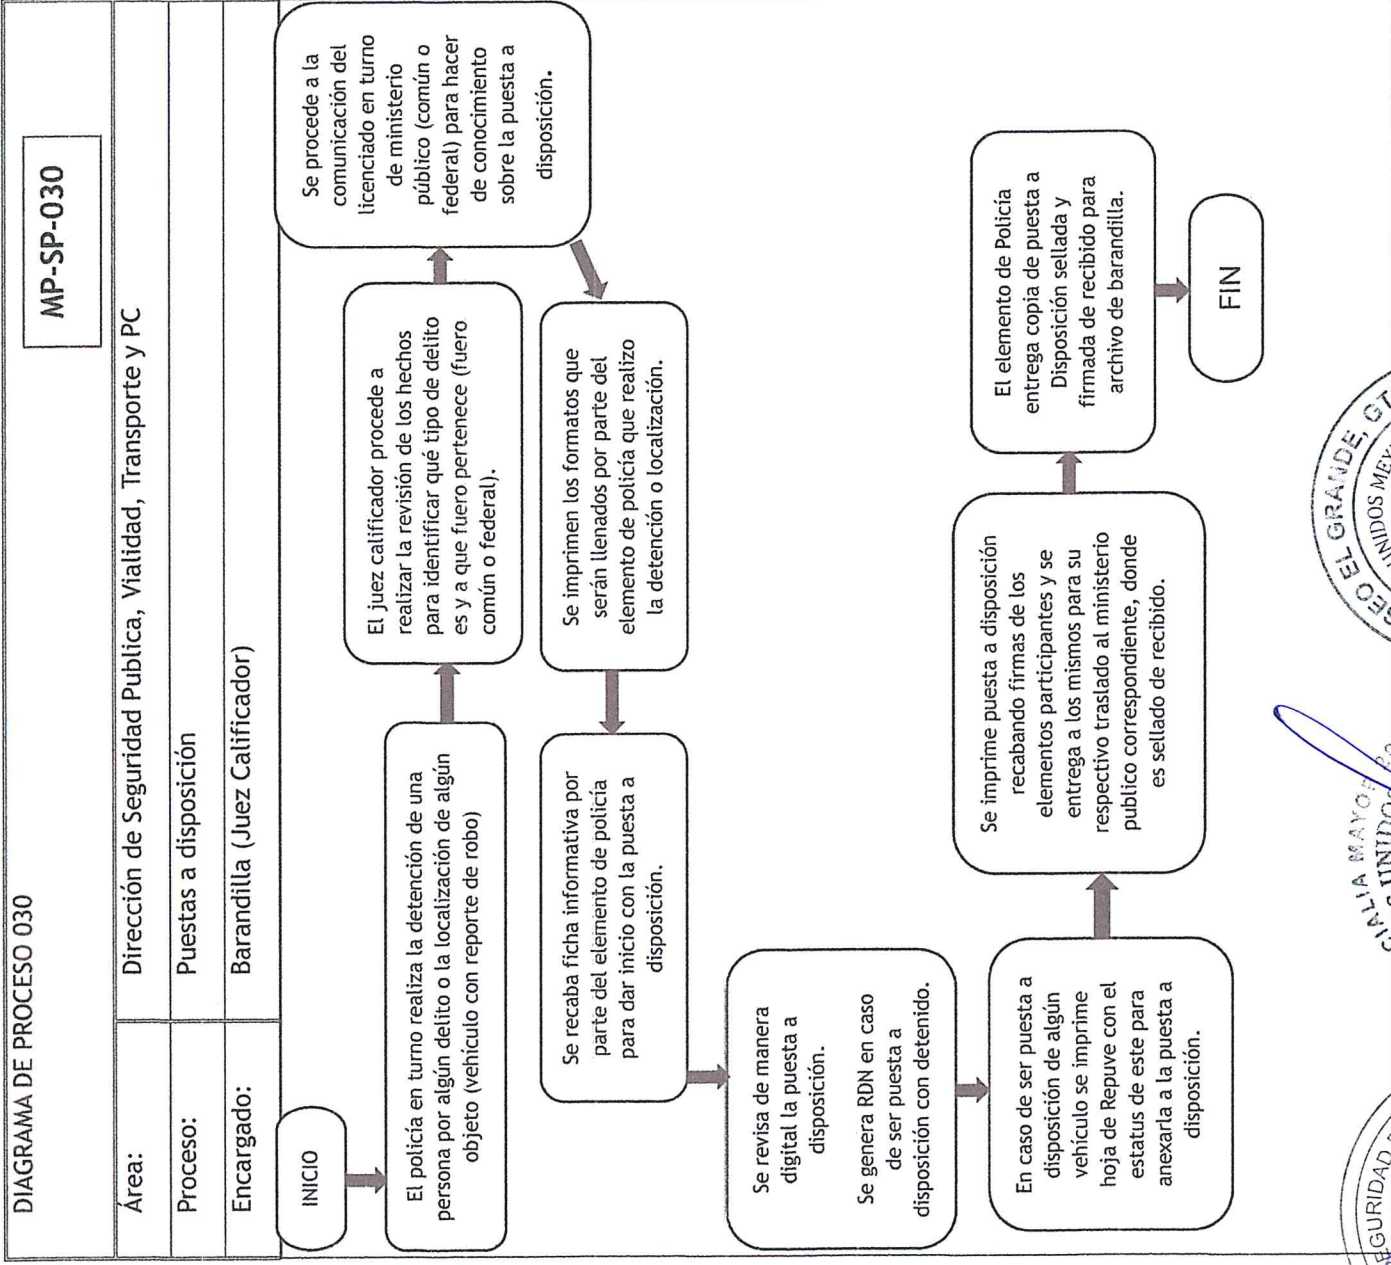 DIAGRAMA DE PROCESO 030
MP-SP-030
Área: Dirección de Seguridad Publica, Vialidad, Transporte y PC
Proceso: Puestas a disposición
Encargado: Barandilla (Juez Calificador)
INICIO
El policía en turno realiza la detención de una
persona por algún delito o la localización de algún
objeto (vehículo con reporte de robo)
El juez calificador procede a
realizar la revisión de los hechos
para identificar qué tipo de delito
es y a que fuero pertenece (fuero
común o federal).
Se procede a la
comunicación del
licenciado en turno
de ministerio
público (común o
federal) para hacer
de conocimiento
sobre la puesta a
disposición.
Se imprimen los formatos que
serán llenados por parte del
elemento de policía que realizo
la detención o localización.
Se recaba ficha informativa por
parte del elemento de policía
para dar inicio con la puesta a
disposición.
Se revisa de manera
digital la puesta a
disposición.
Se genera RDN en caso
de ser puesta a
disposición con detenido.
En caso de ser puesta a
disposición de algún
vehículo se imprime
hoja de Repuve con el
estatus de este para
anexarla a la puesta a
disposición.
Se imprime puesta a disposición
recabando firmas de los
elementos participantes y se
entrega a los mismos para su
respectivo traslado al ministerio
publico correspondiente, donde
es sellado de recibido.
El elemento de Policía
entrega copia de puesta a
Disposición sellada y
firmada de recibido para
archivo de barandilla.
FIN
EL GRANDE, GT
UNIDOS
MAYOR
UNIDOS